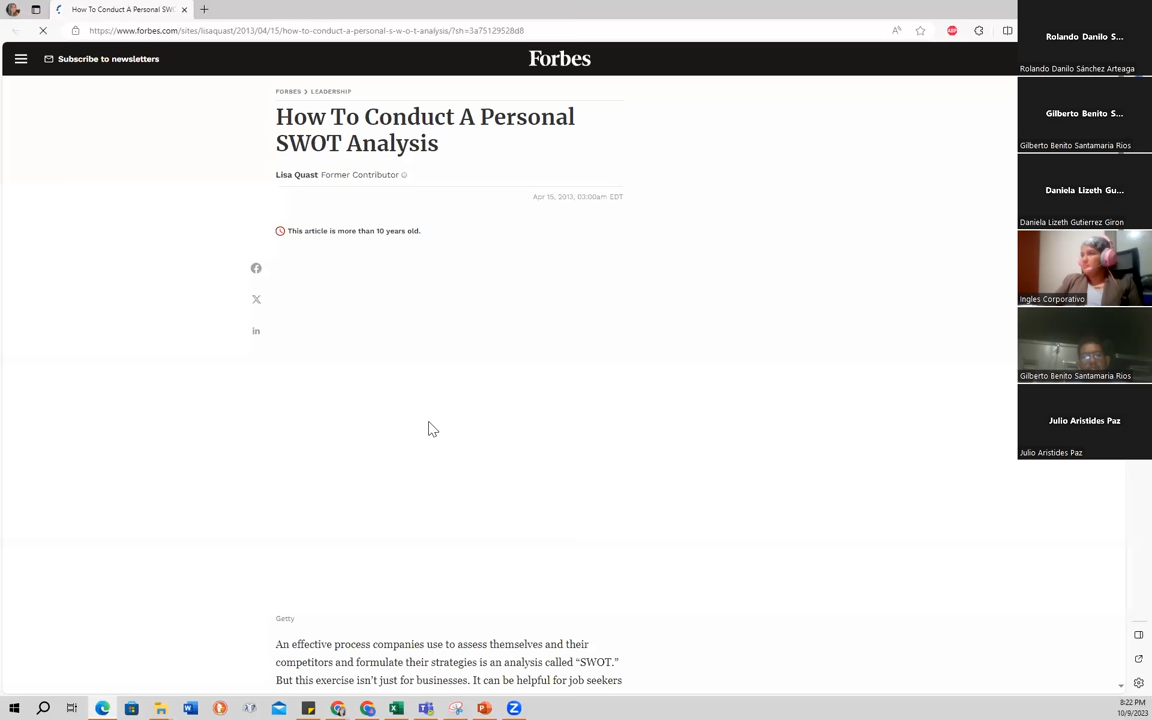 How To Conduct A Personal SWO
https://www.forbes.com/sites/lisaquast/2013/04/15/how-to-conduct-a-personal-s-w-o-t-analysis/?sh=3a75129528d8
Subscribe to newsletters
Forbes
FORBES > LEADERSHIP
How To Conduct A Personal
SWOT Analysis
Lisa Quast Former Contributor
Apr 15, 2013, 03:00am EDT
This article is more than 10 years old.
Getty
An effective process companies use to assess themselves and their
competitors and formulate their strategies is an analysis called “SWOT.”
But this exercise isn’t just for businesses. It can be helpful for job seekers
Rolando Danilo S...
Rolando Danilo Sánchez Arteaga
Gilberto Benito S...
Gilberto Benito Santamaria Rios
Daniela Lizeth Gu...
Daniela Lizeth Gutierrez Giron
Ingles Corporativo
Gilberto Benito Santamaria Rios
Julio Aristides Paz
Julio Aristides Paz
8:22 PM
10/9/2023